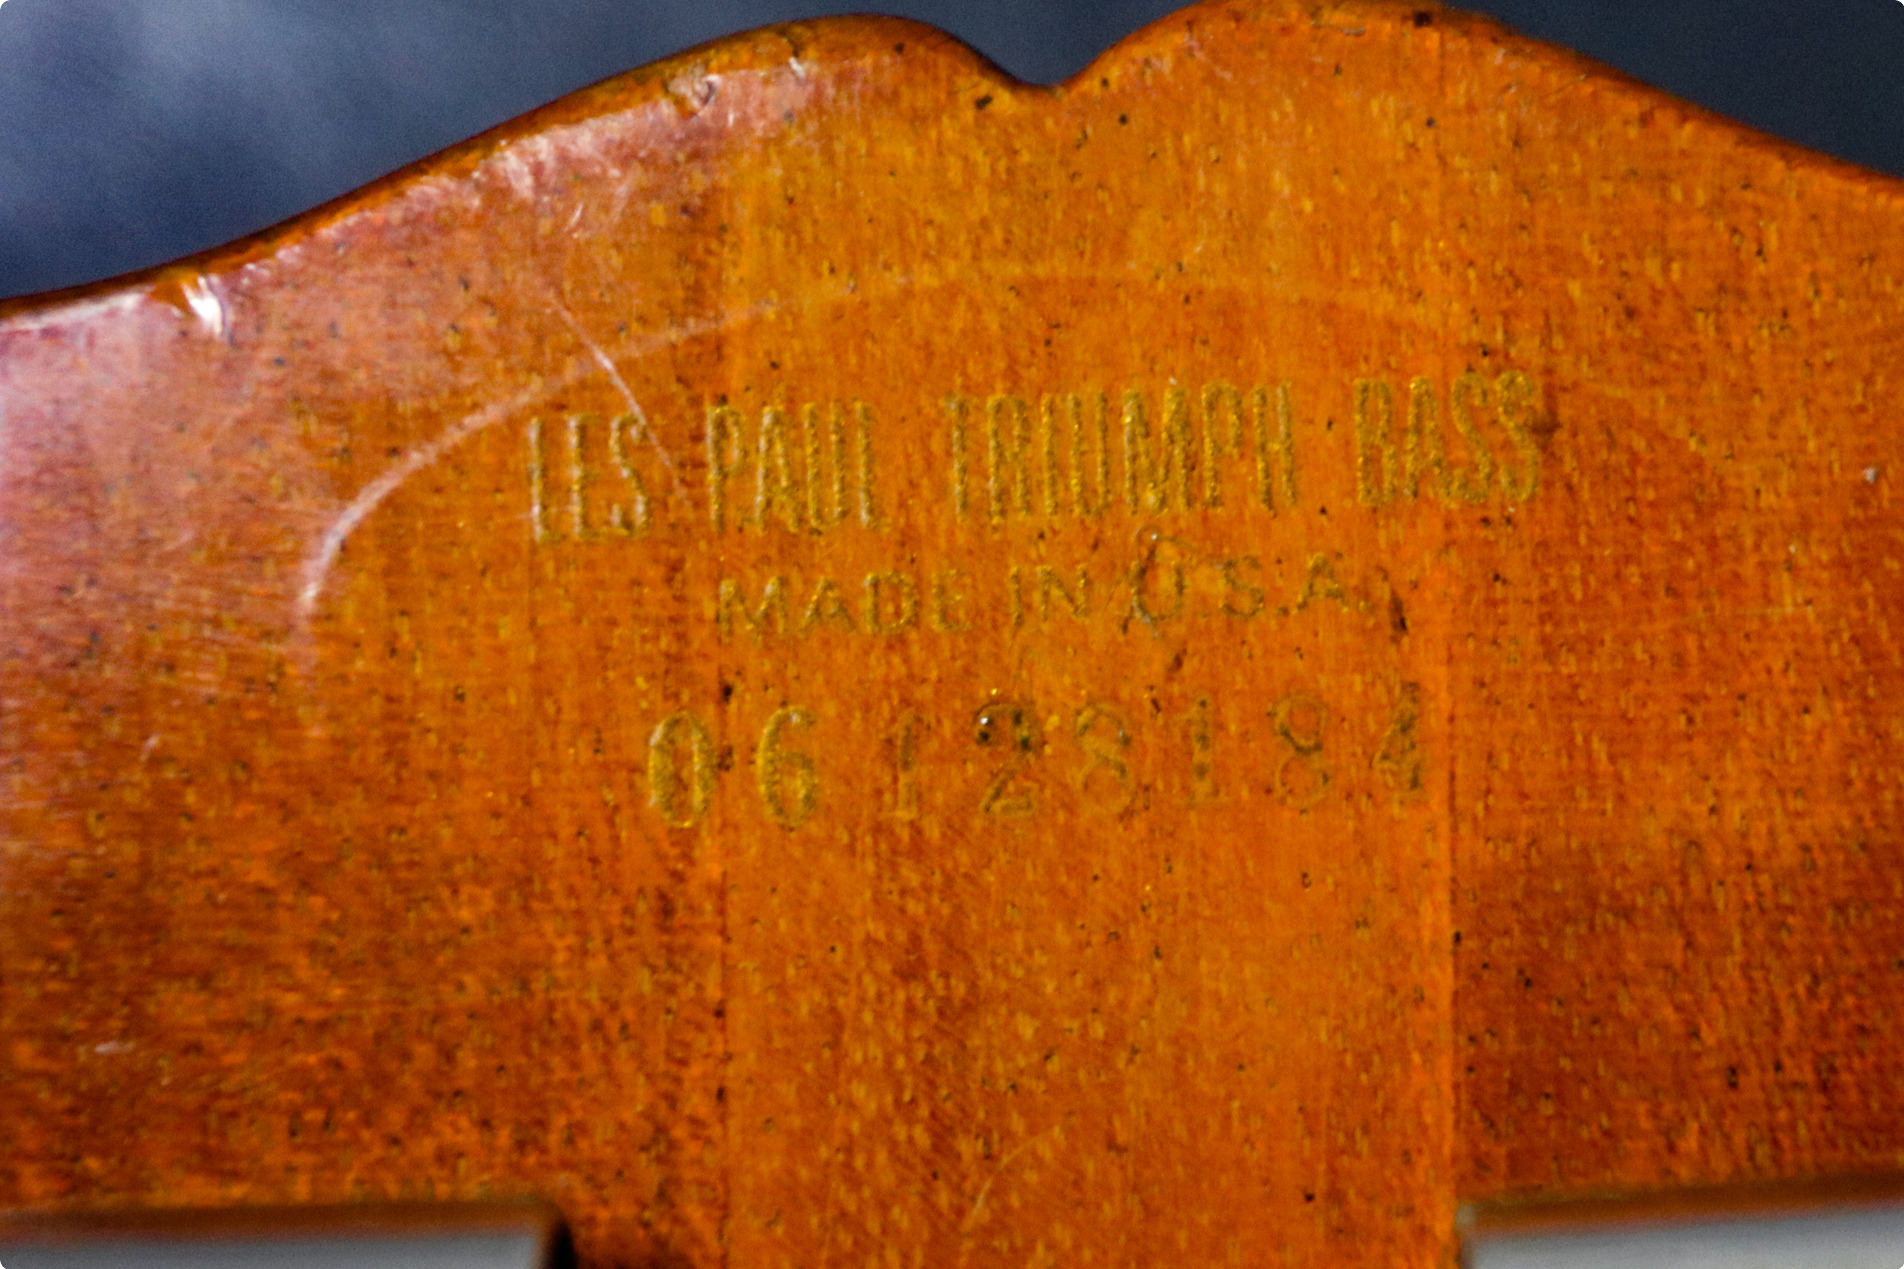 LES PAUL TRIUMPH BASS
MADE IN U.S.A.
06128184